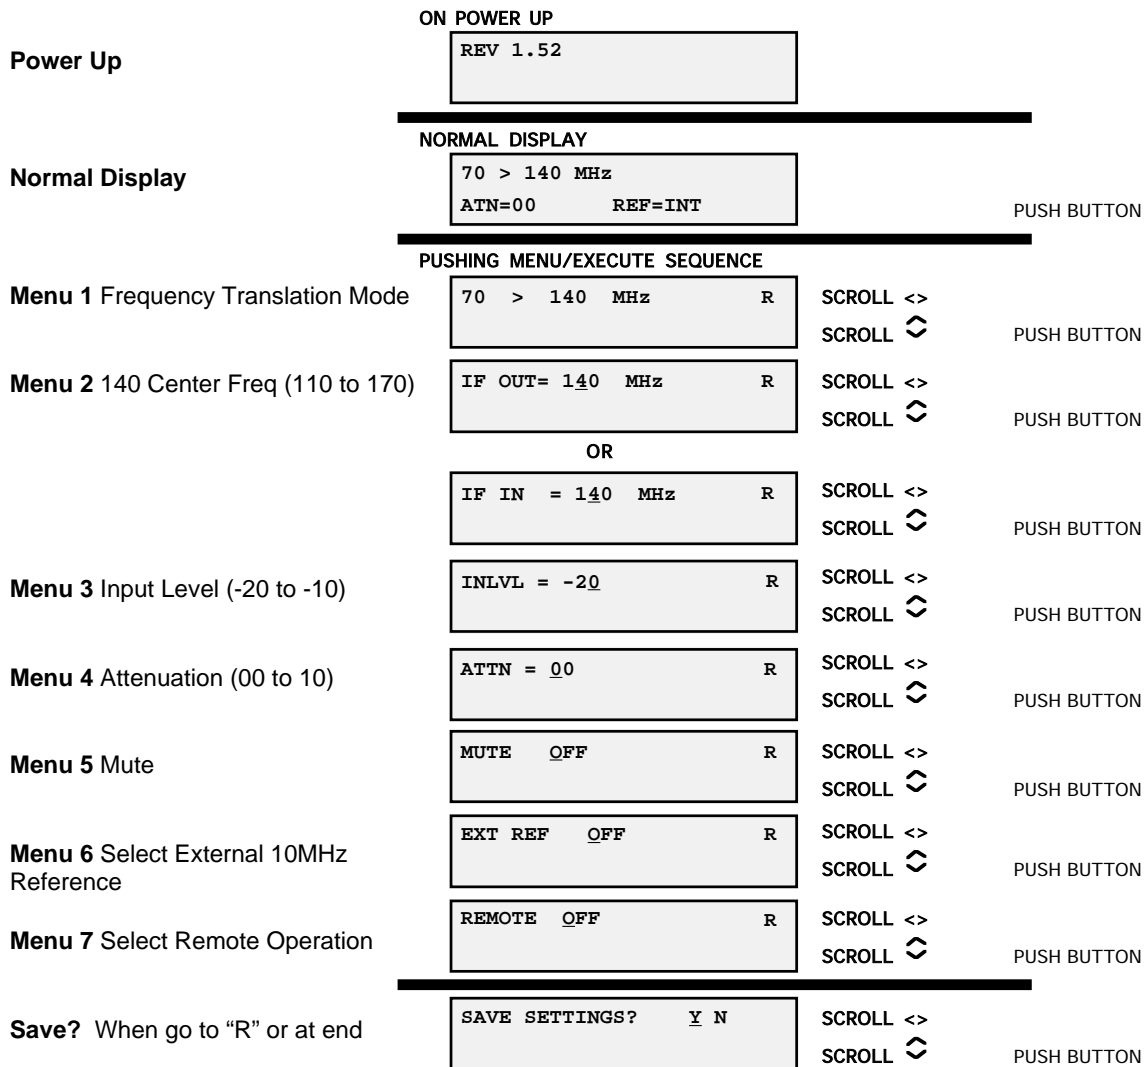 ON POWER UP
Power Up
REV 1.52
NORMAL DISPLAY
Normal Display
70 > 140 MHz
ATN=00 REF=INT
PUSH BUTTON
PUSHING MENU/EXECUTE SEQUENCE
Menu 1 Frequency Translation Mode
70 > 140 MHz R
SCROLL <>
SCROLL
PUSH BUTTON
Menu 2 140 Center Freq (110 to 170)
IF OUT= 140 MHz R
SCROLL <>
SCROLL
PUSH BUTTON
OR
IF IN = 140 MHz R
SCROLL <>
SCROLL
PUSH BUTTON
Menu 3 Input Level (-20 to -10)
INLVL = -20 R
SCROLL <>
SCROLL
PUSH BUTTON
Menu 4 Attenuation (00 to 10)
ATTN = 00 R
SCROLL <>
SCROLL
PUSH BUTTON
Menu 5 Mute
MUTE OFF R
SCROLL <>
SCROLL
PUSH BUTTON
Menu 6 Select External 10MHz
Reference
EXT REF OFF R
SCROLL <>
SCROLL
PUSH BUTTON
Menu 7 Select Remote Operation
REMOTE OFF R
SCROLL <>
SCROLL
PUSH BUTTON
Save? When go to “R” or at end
SAVE SETTINGS? Y N
SCROLL <>
SCROLL
PUSH BUTTON